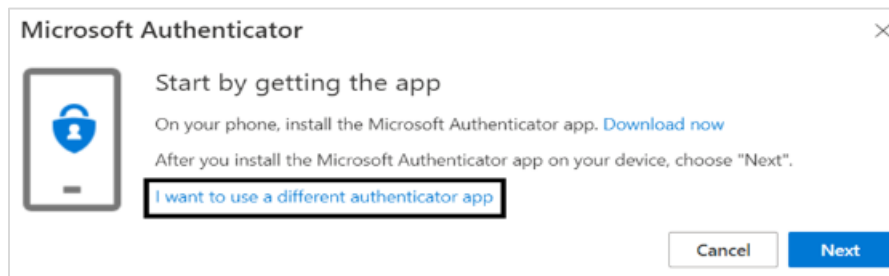 Microsoft Authenticator
Start by getting the app
On your phone, install the Microsoft Authenticator app. Download now
After you install the Microsoft Authenticator app on your device, choose "Next".
I want to use a different authenticator app
Cancel
Next